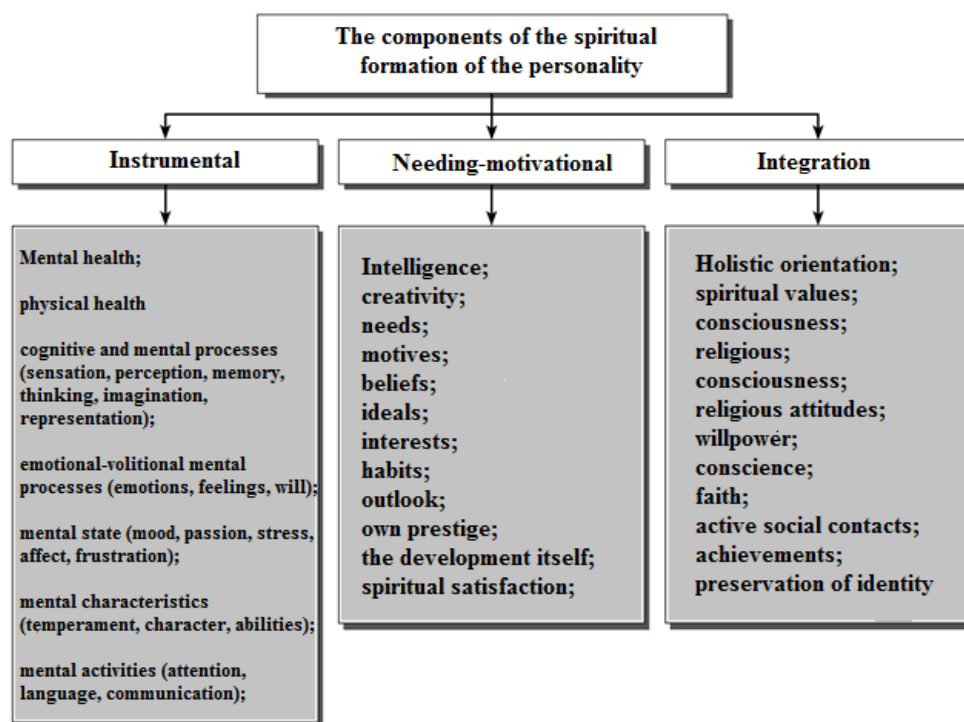 The components of the spiritual
formation of the personality
Instrumental
Needing-motivational
Integration
Mental health;
physical health
cognitive and mental processes
(sensation, perception, memory,
thinking, imagination,
representation);
emotional-volitional mental
processes (emotions, feelings, will);
mental state (mood, passion, stress,
affect, frustration);
mental characteristics
(temperament, character, abilities);
mental activities (attention,
language, communication);
Intelligence;
creativity;
needs;
motives;
beliefs;
ideals;
interests;
habits;
outlook;
own prestige;
the development itself;
spiritual satisfaction;
Holistic orientation;
spiritual values;
consciousness;
religious;
consciousness;
religious attitudes;
willpower;
conscience;
faith;
active social contacts;
achievements;
preservation of identity